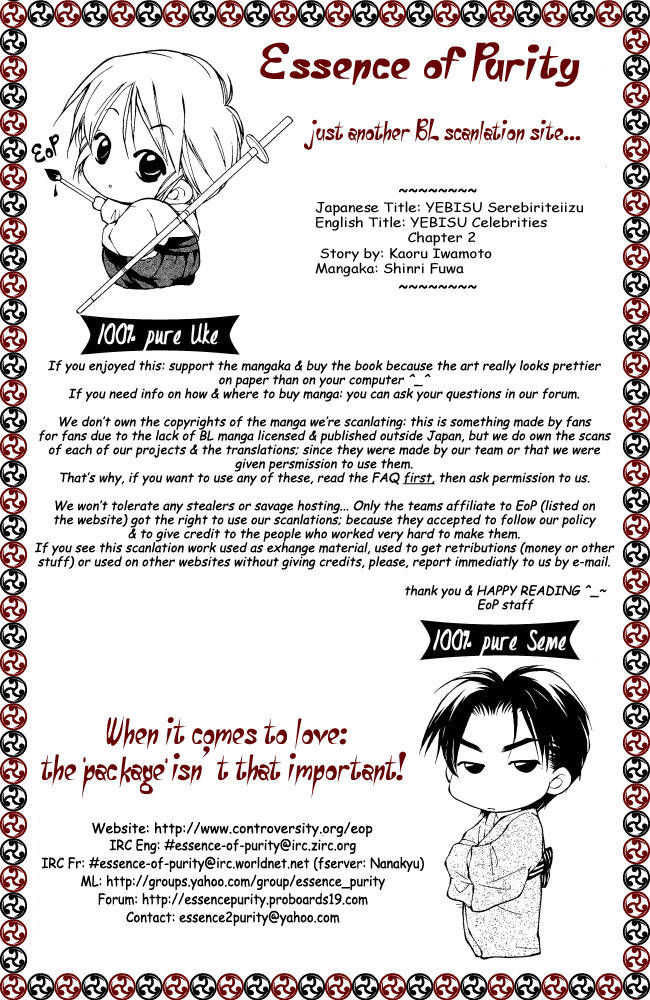 Essence of Purity
just another BL scanlation site...
EoP
~~~~~~~~
Japanese Title: YEBISU Serebiriteiizu
English Title: YEBISU Celebrities
Chapter 2
Story by: Kaoru Iwamoto
Mangaka: Shinri Fuwa
~~~~~~~~
100% pure Uke
If you enjoyed this: support the mangaka & buy the book because the art really looks prettier
on paper than on your computer ^_^
If you need info on how & where to buy manga: you can ask your questions in our forum.
We don't own the copyrights of the manga we're scanlating: this is something made by fans
for fans due to the lack of BL manga licensed & published outside Japan, but we do own the scans
of each of our projects & the translations; since they were made by our team or that we were
given persmission to use them.
That's why, if you want to use any of these, read the FAQ first, then ask permission to us.
We won't tolerate any stealers or savage hosting... Only the teams affiliate to EoP (listed on
the website) got the right to use our scanlations; because they accepted to follow our policy
& to give credit to the people who worked very hard to make them.
If you see this scanlation work used as exhange material, used to get retributions (money or other
stuff) or used on other websites without giving credits, please, report immediatly to us by e-mail.
thank you & HAPPY READING ^_~
EoP staff
100% pure Seme
When it comes to love:
the 'package' isn't that important!
Website: http://www.controversity.org/eop
IRC Eng: #essence-of-purity@irc.zirc.org
IRC Fr: #essence-of-purity@irc.worldnet.net (fserver: Nanakyu)
ML: http://groups.yahoo.com/group/essence_purity
Forum: http://essencepurity.proboards19.com
Contact: essence2purity@yahoo.com